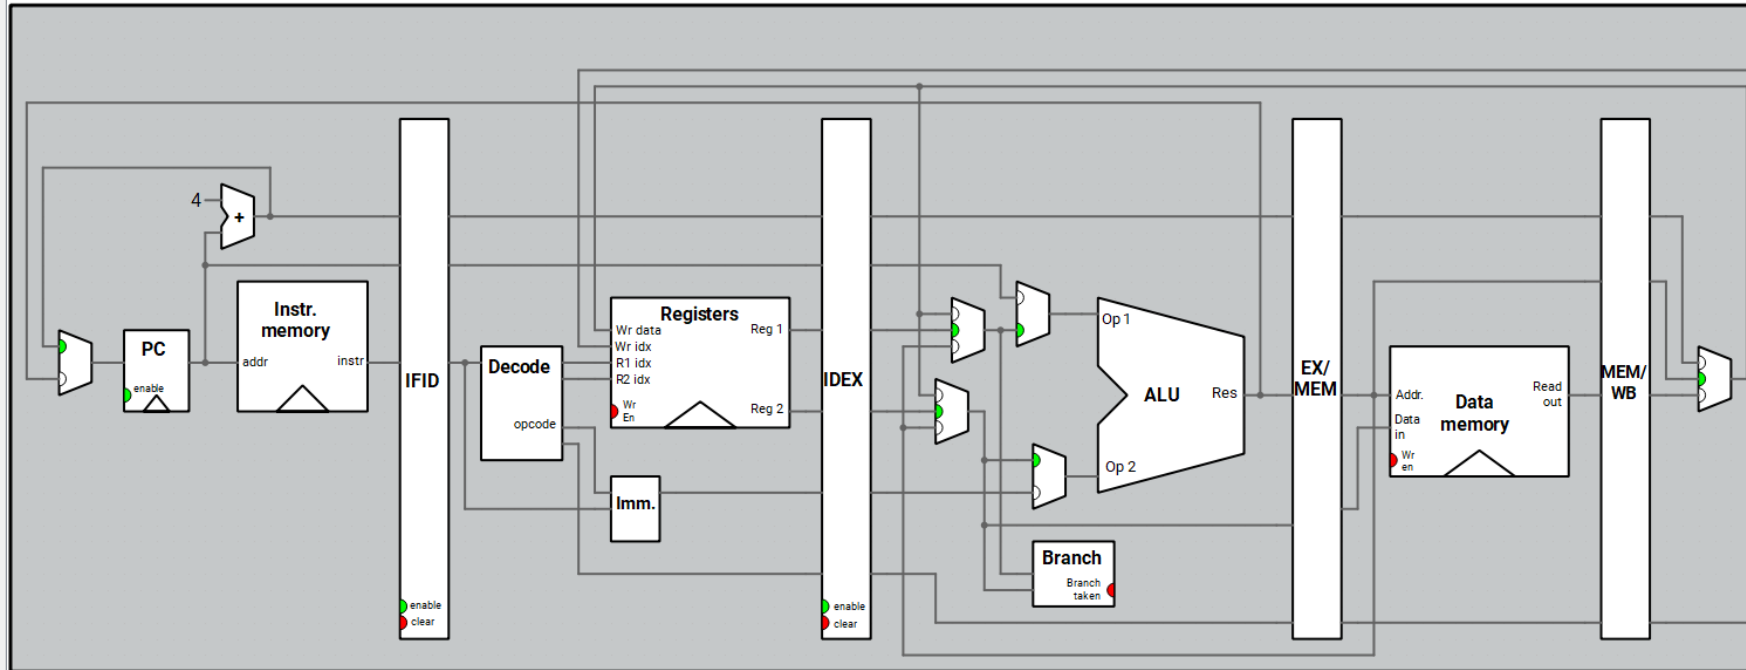 4
+
PC
enable
Instr.
memory
addr
instr
IFID
enable
clear
Decode
opcode
Registers
Wr data
Wr idx
R1 idx
R2 idx
Wr
En
Reg 1
Reg 2
Imm.
IDEX
enable
clear
Op 1
Op 2
ALU
Res
Branch
Branch
taken
EX/
MEM
Addr.
Data
in
Wr
en
Data
memory
Read
out
MEM/
WB